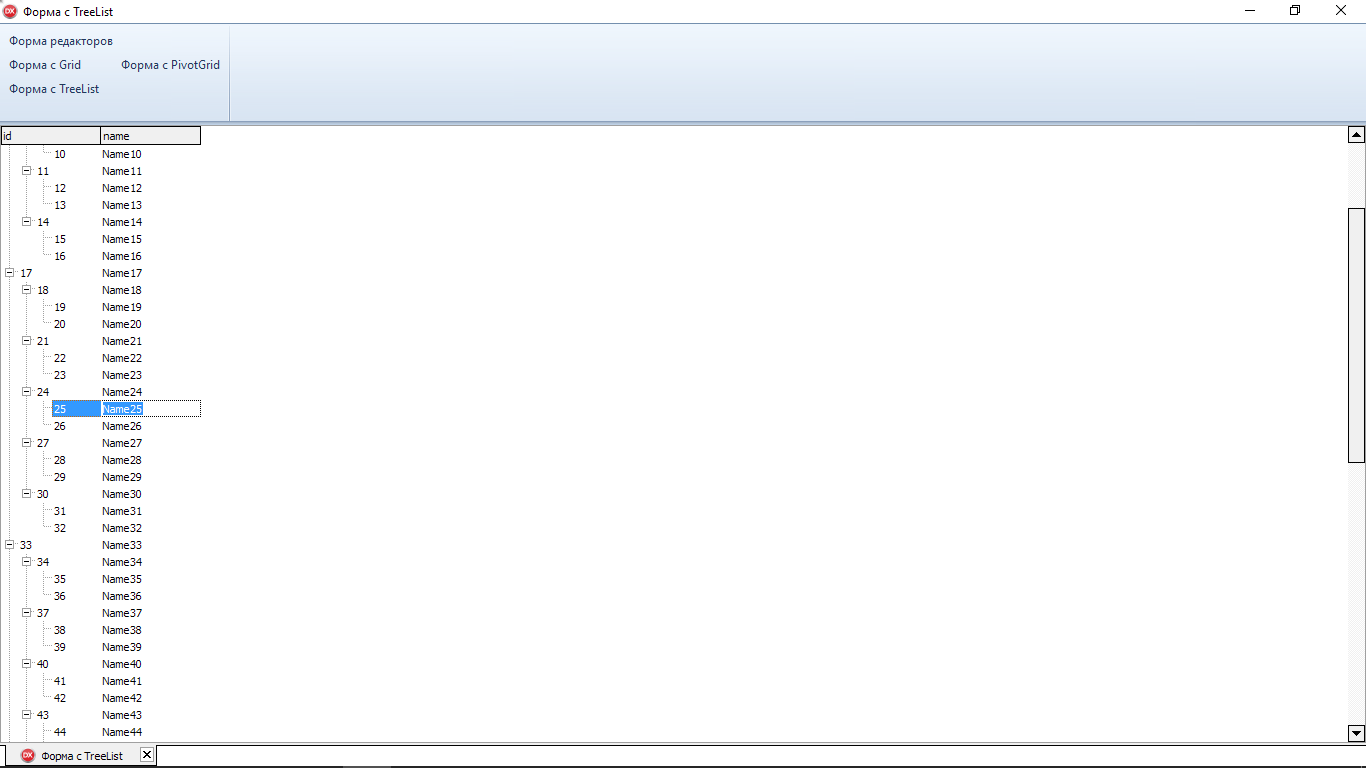 DX Форма с TreeList
Форма редакторов
Форма с Grid Форма с PivotGrid
Форма с TreeList
id name
10 Name10
11 Name11
12 Name12
13 Name13
14 Name14
15 Name15
16 Name16
17 Name17
18 Name18
19 Name19
20 Name20
21 Name21
22 Name22
23 Name23
24 Name24
25 Name25
26 Name26
27 Name27
28 Name28
29 Name29
30 Name30
31 Name31
32 Name32
33 Name33
34 Name34
35 Name35
36 Name36
37 Name37
38 Name38
39 Name39
40 Name40
41 Name41
42 Name42
43 Name43
44 Name44
DX Форма с TreeList